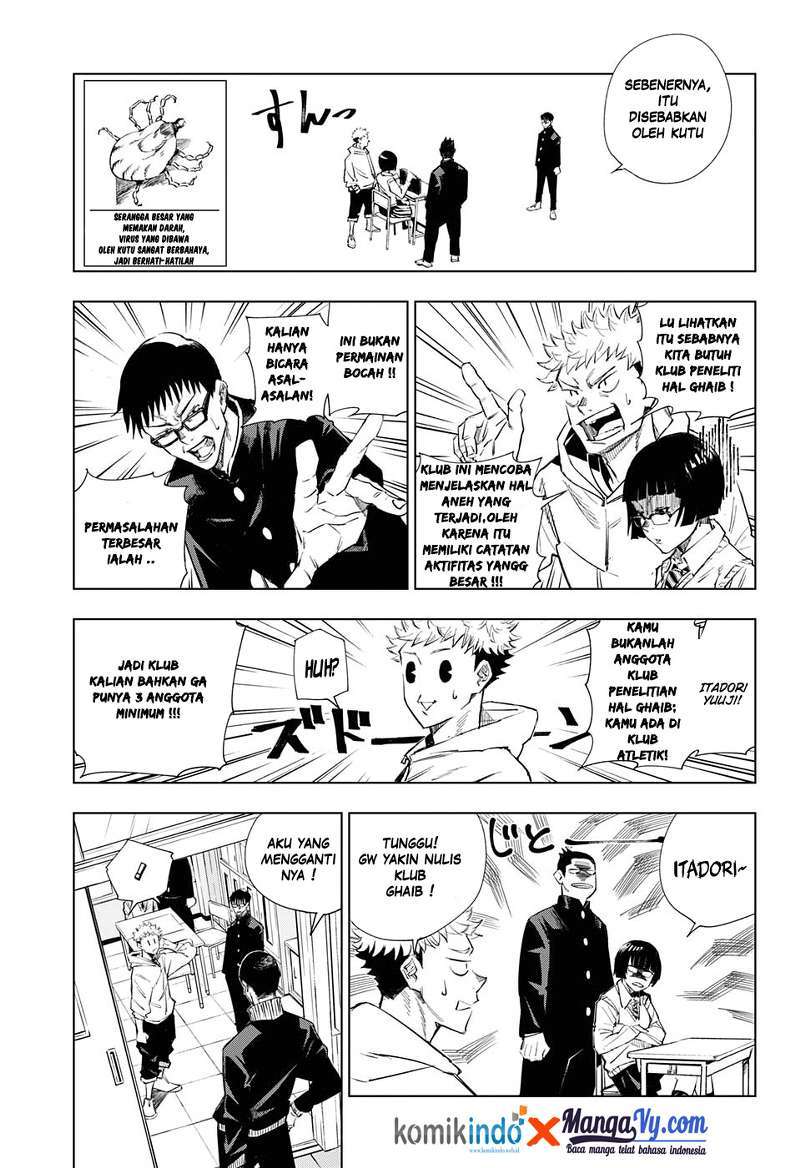 SEBENERNYA,
ITU
DISEBABKAN
OLEH KUTU
すんっ
SERANGGA BESAR YANG
MEMAKAN DARAH,
VIRUS YANG DIBAWA
OLEH KUTU SANGAT BERBAHAYA,
JADI BERHATI-HATILAH
LU LIHATKAN
ITU SEBABNYA
KITA BUTUH
KLUB PENELITI
HAL GHAIB !
KLUB INI MENCOBA
MENJELASKAN HAL
ANEH YANG
TERJADI,OLEH
KARENA ITU
MEMILIKI CATATAN
AKTIFITAS YANGG
BESAR !!!
INI BUKAN
PERMAINAN
BOCAH !!
KALIAN
HANYA
BICARA
ASAL-
ASALAN!
PERMASALAHAN
TERBESAR
IALAH ..
ITADORI
YUUJI!
KAMU
BUKANLAH
ANGGOTA
KLUB
PENELITIAN
HAL GHAIB;
KAMU ADA DI
KLUB
ATLETIK!
HUH?
ズドーーン
JADI KLUB
KALIAN BAHKAN GA
PUNYA 3 ANGGOTA
MINIMUM !!!
ITADORI~
じとー
TUNGGU!
GW YAKIN NULIS
KLUB
GHAIB !
AKU YANG
MENGGANTI
NYA !
!
komikindo X MangaVy.com
www.komikindo.web.id
Baca manga telat bahasa indonesia